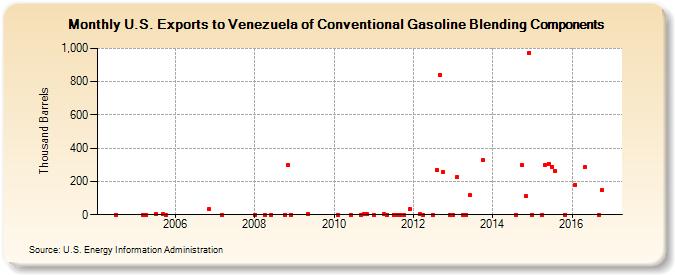 Monthly U.S. Exports to Venezuela of Conventional Gasoline Blending Components
Thousand Barrels
1,000
800
600
400
200
0
2006 2008 2010 2012 2014 2016
Source: U.S. Energy Information Administration